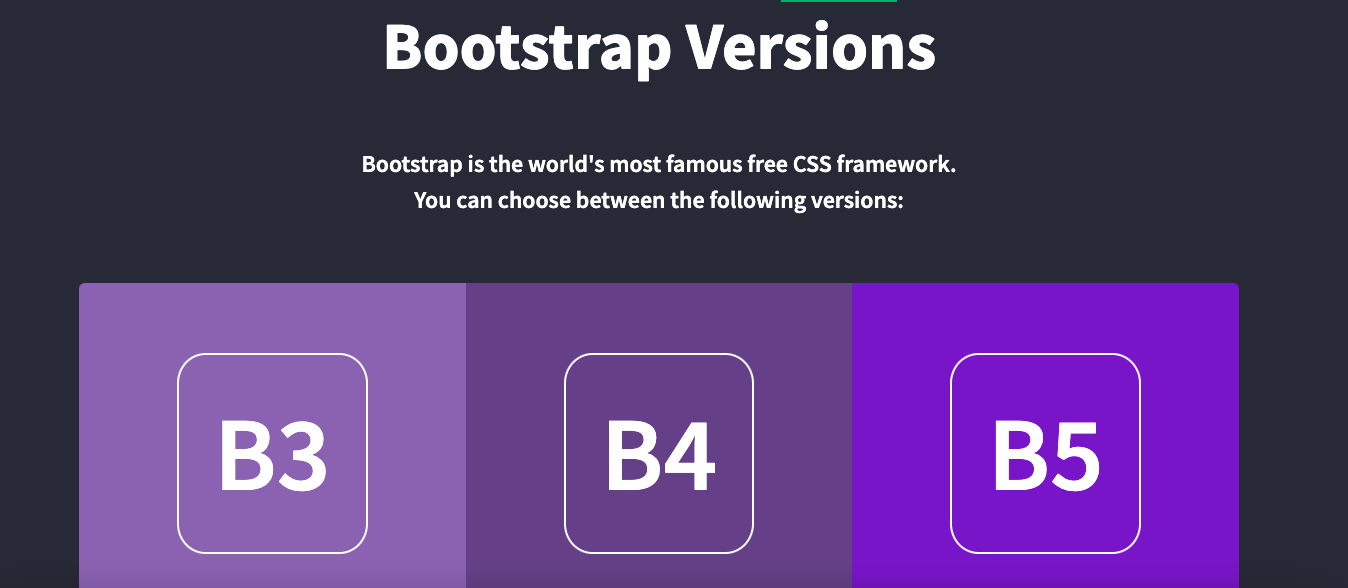 Bootstrap Versions
Bootstrap is the world's most famous free CSS framework.
You can choose between the following versions:
B3
B4
B5